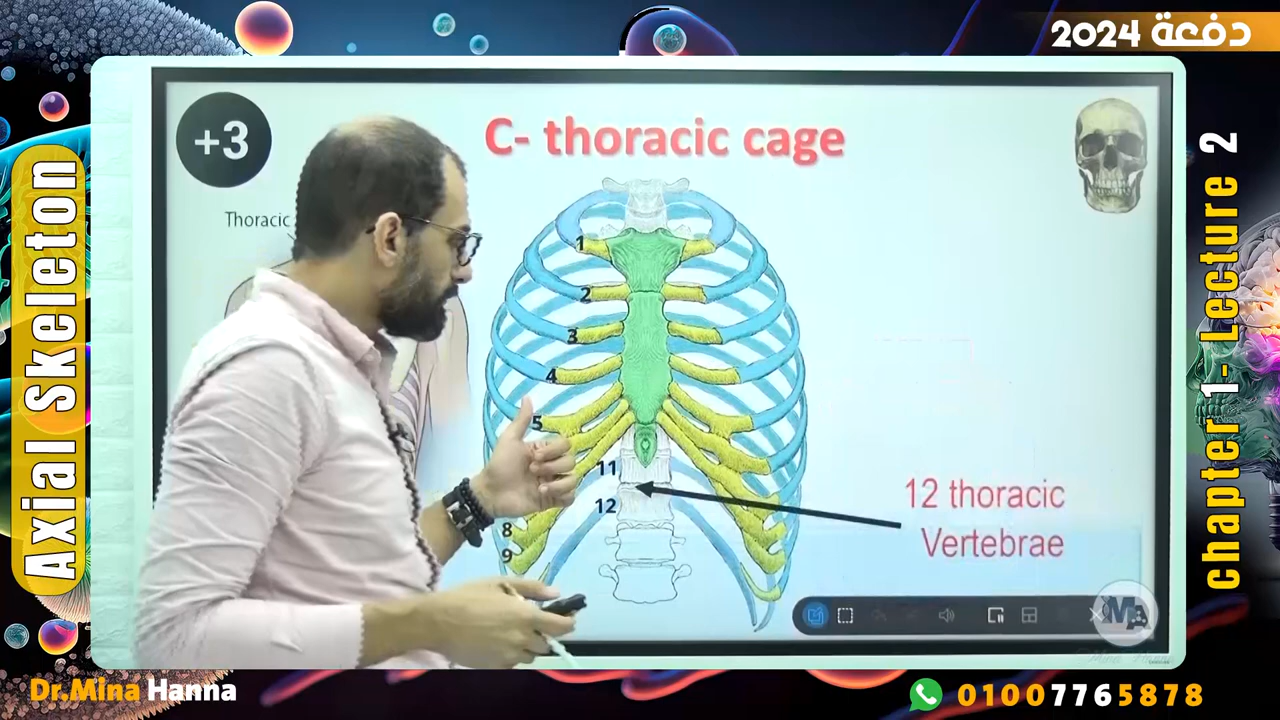 دفعة 2024
+3
C- thoracic cage
Thoracic
1
2
3
4
5
11
12
8
9
12 thoracic
Vertebrae
MA
Axial Skeleton
chapter 1- Lecture 2
Dr.Mina Hanna
01007765878